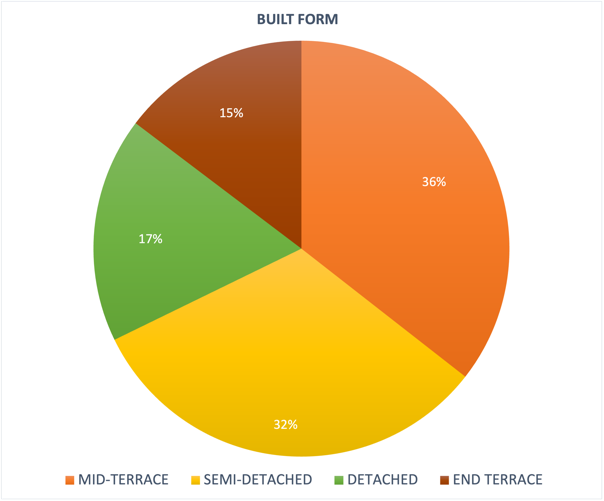 BUILT FORM
15%
36%
17%
32%
MID-TERRACE SEMI-DETACHED DETACHED END TERRACE